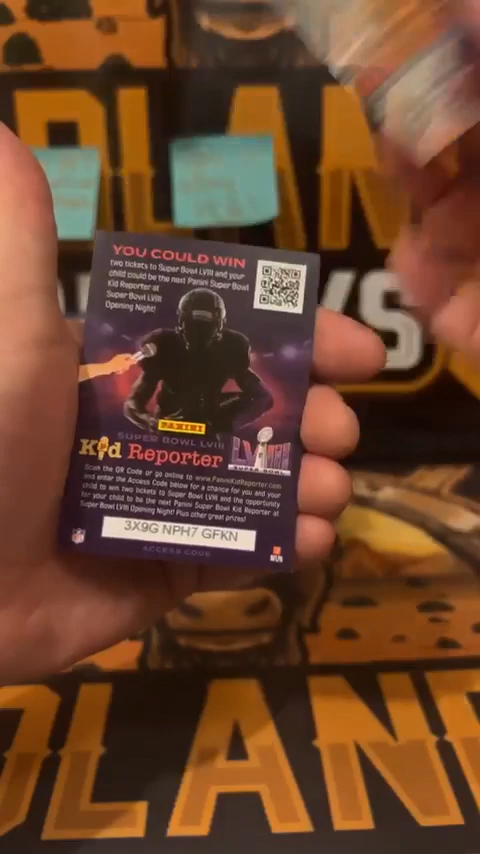 LAN
YOU COULD WIN
two tickets to Super Bowl LVIII and your
child could be the next Panini Super Bowl
Kid Reporter at
Super Bowl LVIII
Opening Night!
YS
PANINI
SUPER BOWL LVIII
Kid Reporter
LVIII
SUPER BOWL
Scan the QR Code or go online to www.PaniniKidReporter.com
and enter the Access Code below for a chance for you and your
child to win two tickets to Super Bowl LVIII and the opportunity
for your child to be the next Panini Super Bowl Kid Reporter at
Super Bowl LVIII Opening Night! Plus other great prizes!
3X9G NPH7 GFKN
ACCESS CODE
NFL
OLAND